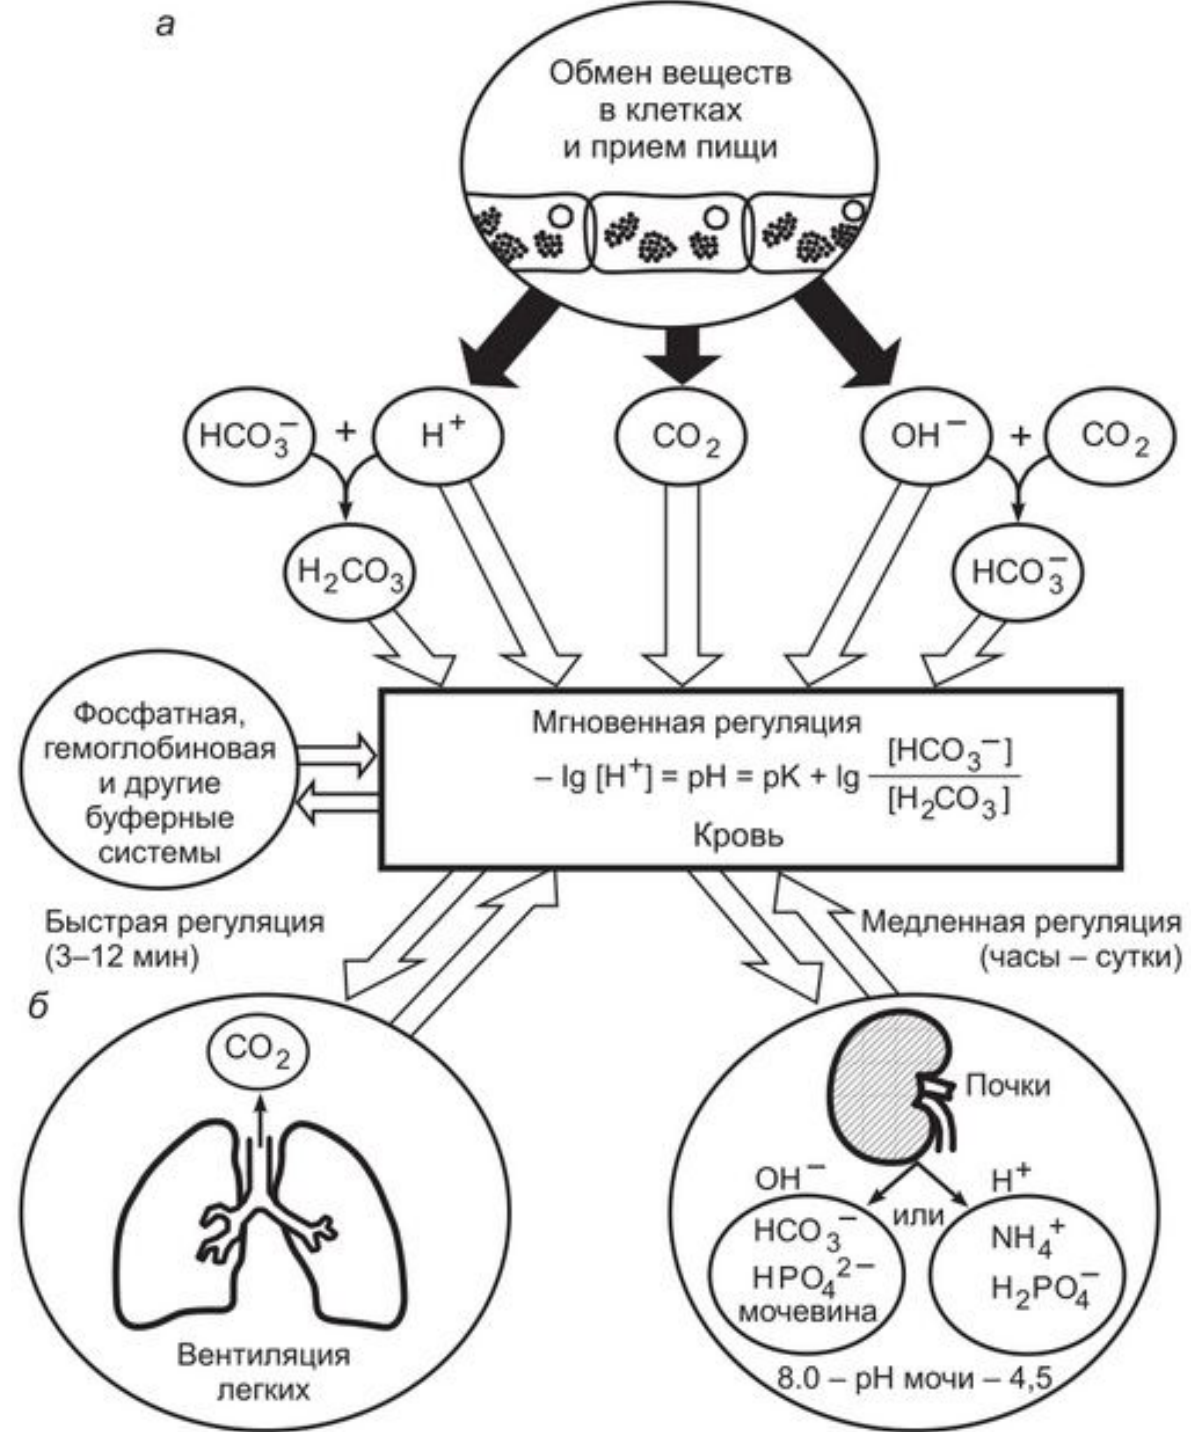 а
Обмен веществ
в клетках
и прием пищи
HCO₃⁻ + H⁺
CO₂
OH⁻ + CO₂
H₂CO₃
HCO₃⁻
Фосфатная,
гемоглобиновая
и другие
буферные
системы
Мгновенная регуляция
– lg [H⁺] = pH = pK + lg [HCO₃⁻] / [H₂CO₃]
Кровь
Быстрая регуляция
(3–12 мин)
Медленная регуляция
(часы – сутки)
б
CO₂
Вентиляция
легких
Почки
OH⁻
или
H⁺
HCO₃⁻
HPO₄²⁻
мочевина
NH₄⁺
H₂PO₄⁻
8.0 – pH мочи – 4,5